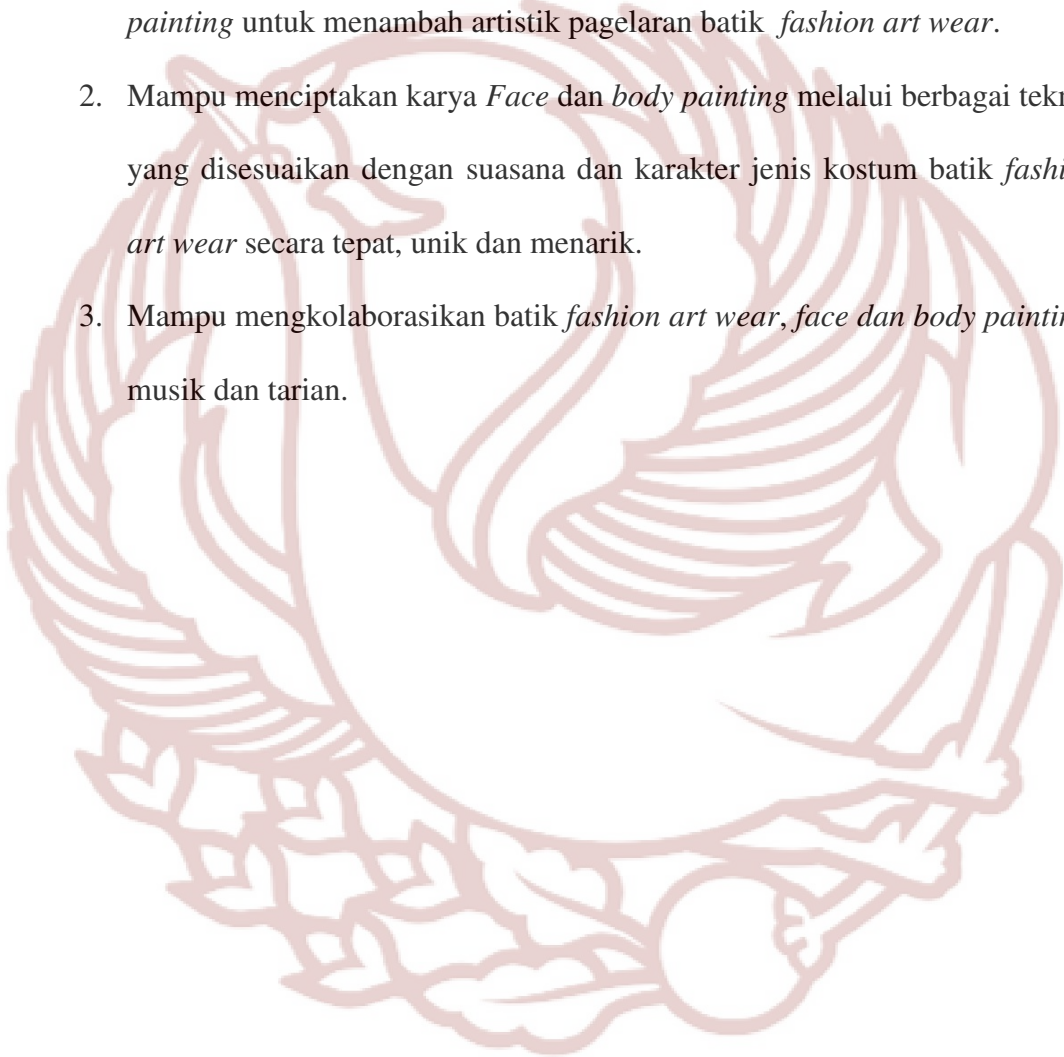 painting untuk menambah artistik pagelaran batik fashion art wear.
2. Mampu menciptakan karya Face dan body painting melalui berbagai tekn
yang disesuaikan dengan suasana dan karakter jenis kostum batik fashi
art wear secara tepat, unik dan menarik.
3. Mampu mengkolaborasikan batik fashion art wear, face dan body paintin
musik dan tarian.